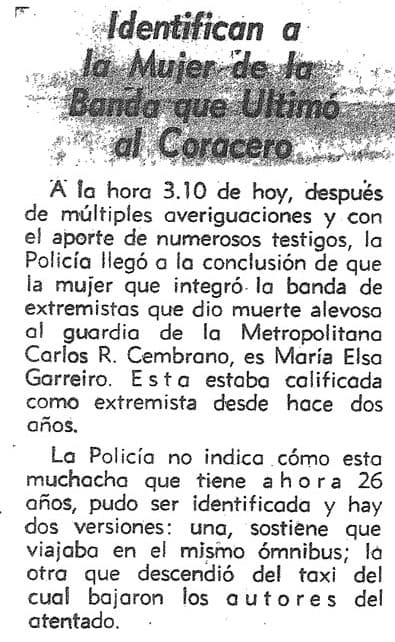 Identifican a
la Mujer de la
Banda que Ultimó
al Coracero
A la hora 3.10 de hoy, después
de múltiples averiguaciones y con
el aporte de numerosos testigos, la
Policía llegó a la conclusión de que
la mujer que integró la banda de
extremistas que dio muerte alevosa
al guardia de la Metropolitana
Carlos R. Cembrano, es María Elsa
Garreiro. Esta estaba calificada
como extremista desde hace dos
años.
La Policía no indica cómo esta
muchacha que tiene ahora 26
años, pudo ser identificada y hay
dos versiones: una, sostiene que
viajaba en el mismo ómnibus; la
otra que descendió del taxi del
cual bajaron los autores del
atentado.